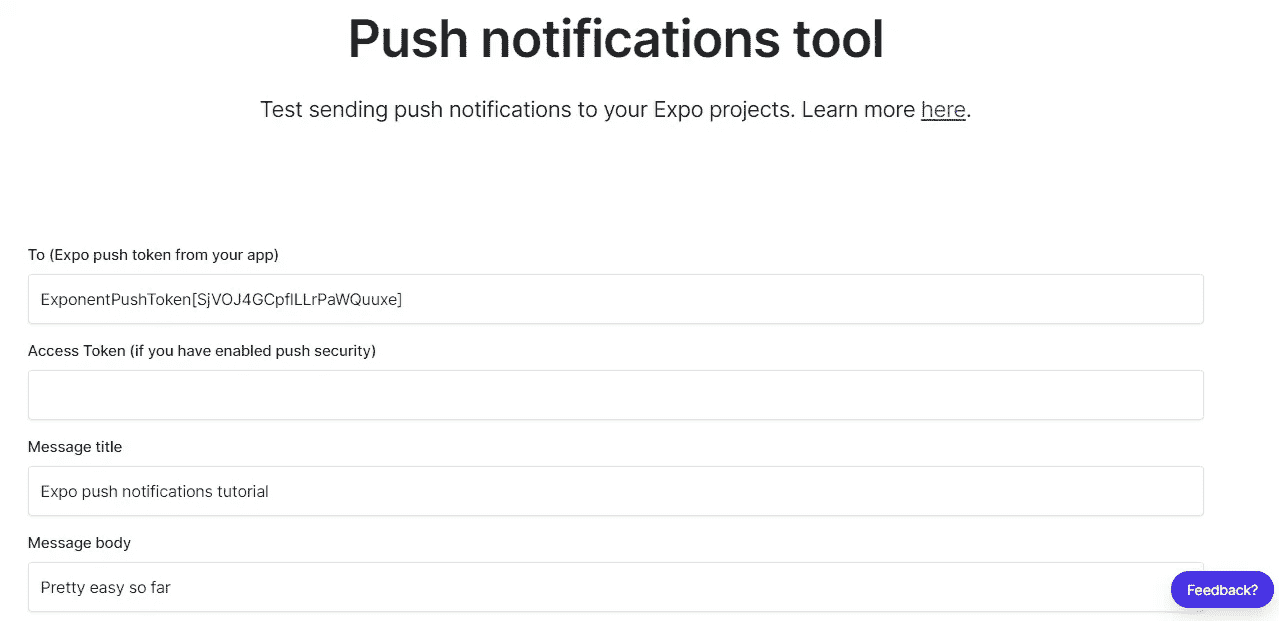 Push notifications tool
Test sending push notifications to your Expo projects. Learn more here.
To (Expo push token from your app)
ExponentPushToken[SjVOJ4GCpflLLrPaWQuuxe]
Access Token (if you have enabled push security)
Message title
Expo push notifications tutorial
Message body
Pretty easy so far
Feedback?